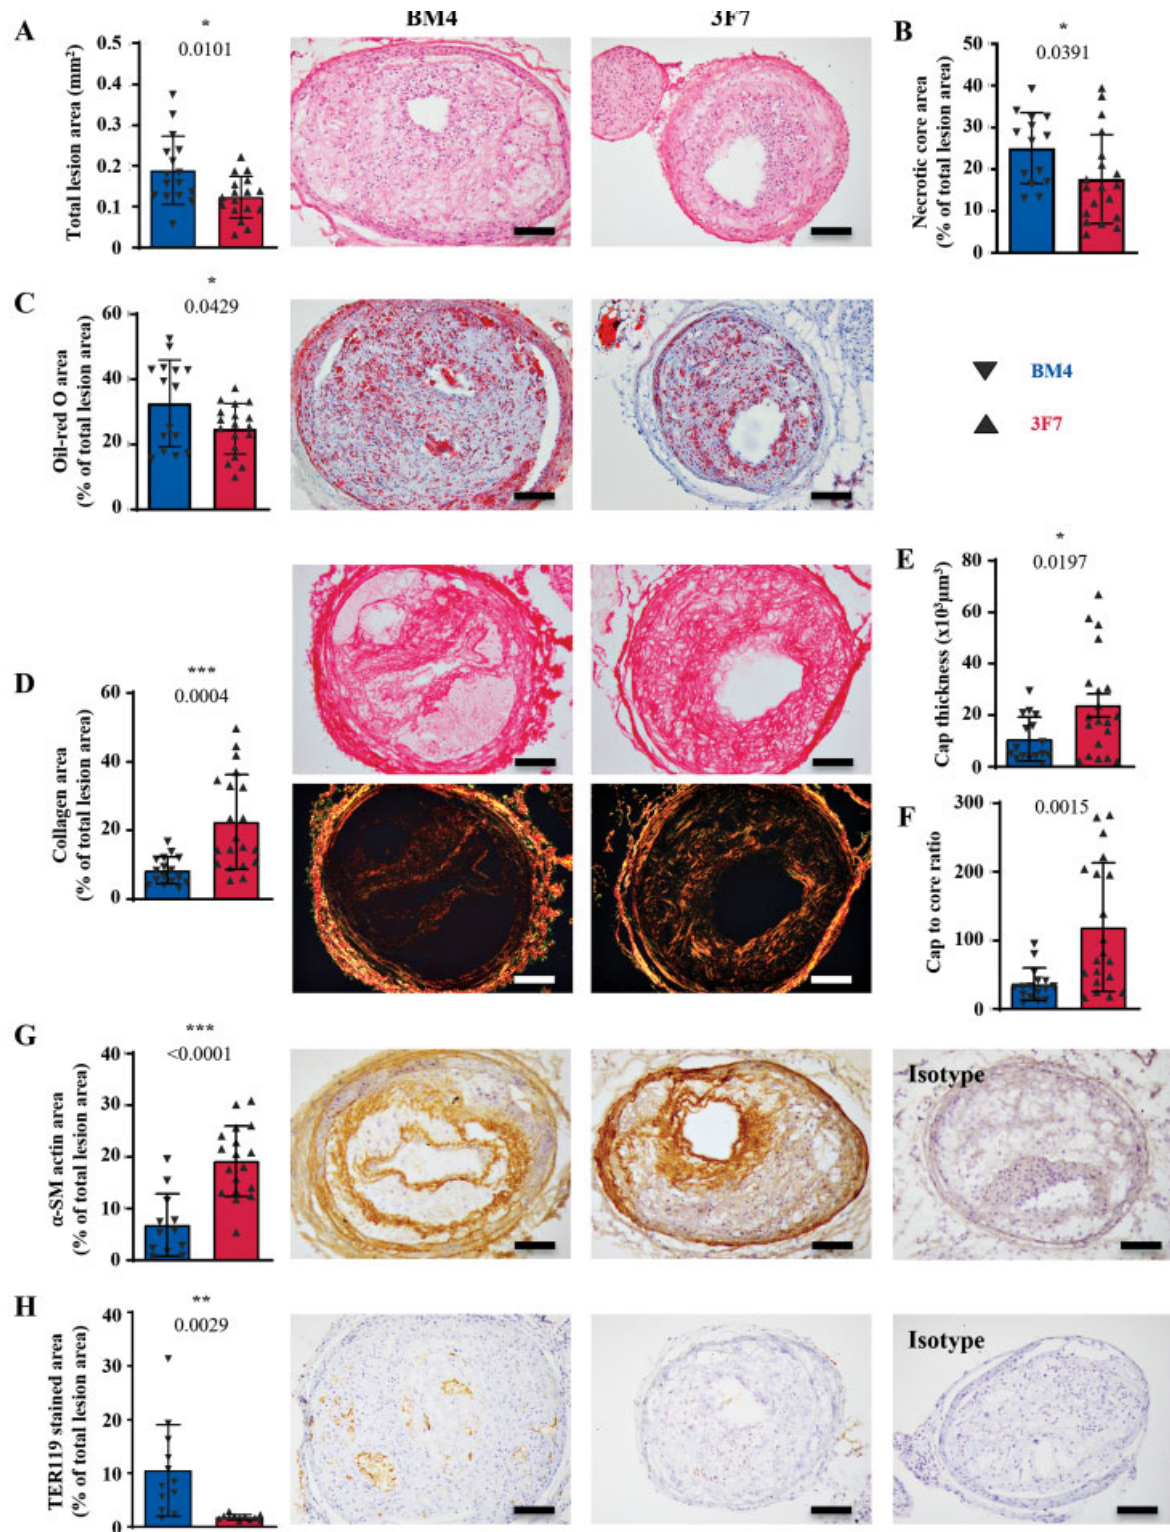 BM4
3F7
A
*
0.0101
Total lesion area (mm²)
0.5
0.4
0.3
0.2
0.1
0
B
*
0.0391
Necrotic core area
(% of total lesion area)
50
40
30
20
10
0
C
*
0.0429
Oil-red O area
(% of total lesion area)
60
40
20
0
BM4
3F7
D
***
0.0004
Collagen area
(% of total lesion area)
60
40
20
0
E
*
0.0197
Cap thickness (x10³μm³)
80
60
40
20
0
F
0.0015
Cap to core ratio
300
200
100
0
G
***
<0.0001
α-SM actin area
(% of total lesion area)
40
30
20
10
0
Isotype
H
**
0.0029
TER119 stained area
(% of total lesion area)
40
30
20
10
0
Isotype